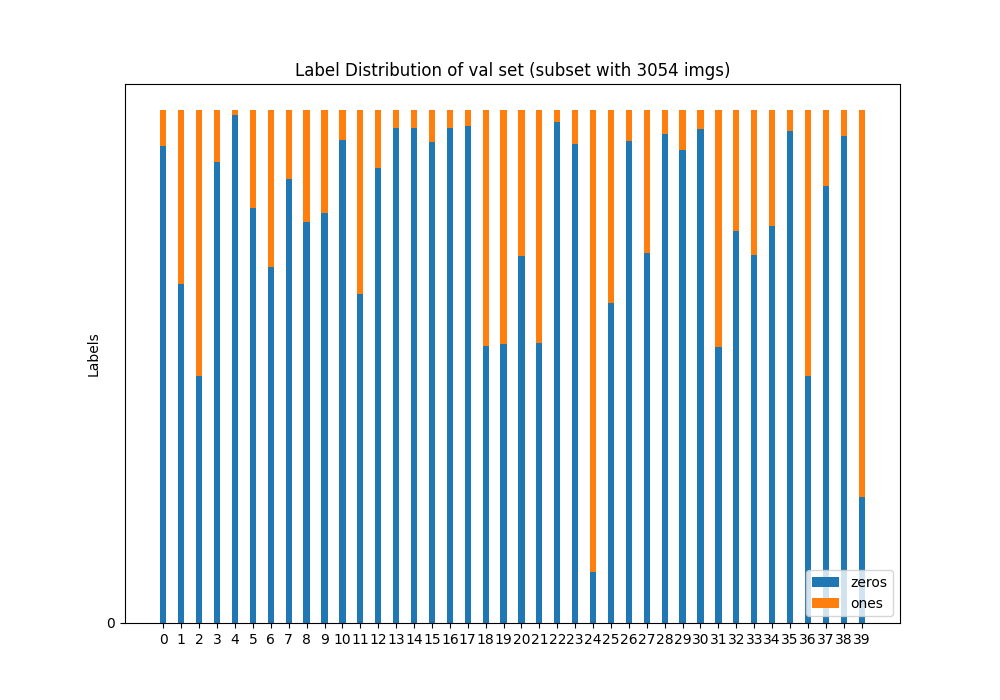 Label Distribution of val set (subset with 3054 imgs)
Labels
0
zeros
ones
0 1 2 3 4 5 6 7 8 9 10 11 12 13 14 15 16 17 18 19 20 21 22 23 24 25 26 27 28 29 30 31 32 33 34 35 36 37 38 39